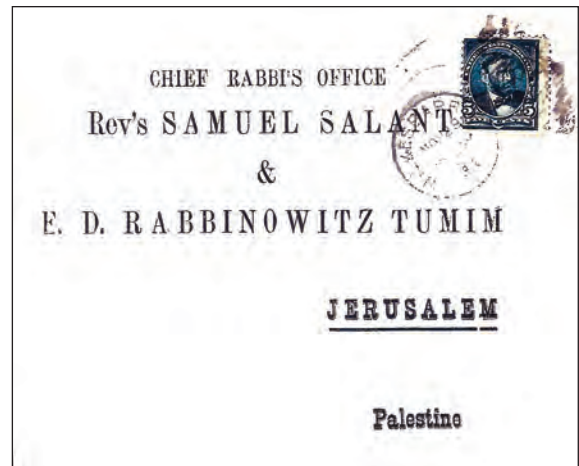 CHIEF RABBI'S OFFICE
Rev's SAMUEL SALANT
&
E. D. RABBINOWITZ TUMIM
JERUSALEM
Palestine